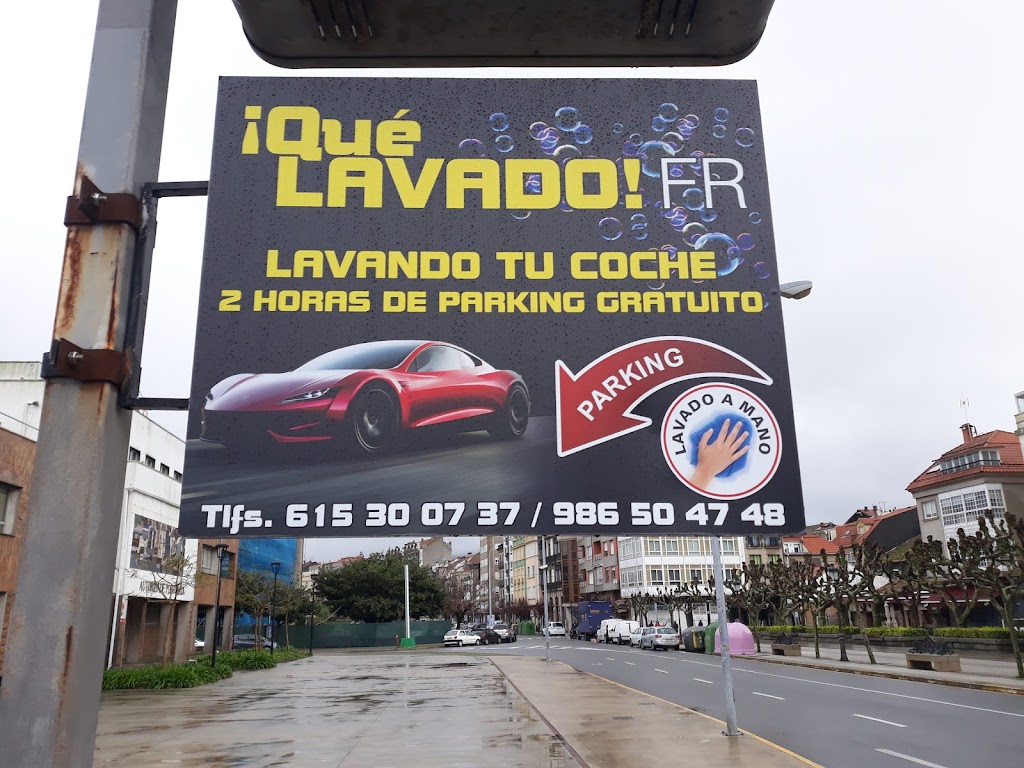 ¡Qué
LAVADO! FR
LAVANDO TU COCHE
2 HORAS DE PARKING GRATUITO
PARKING
LAVADO A MANO
Tlfs. 615 30 07 37 / 986 50 47 48